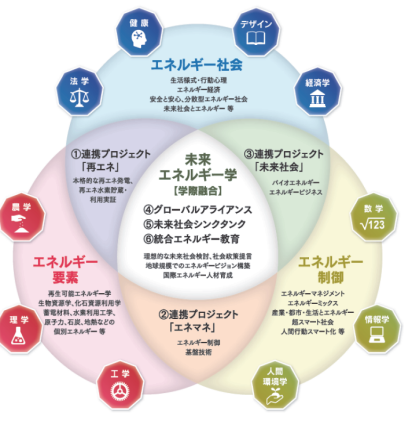 健康
デザイン
法学
経済学
エネルギー社会
生活様式・行動心理
エネルギー経済
安全と安心、分散型エネルギー社会
未来社会とエネルギー 等
①連携プロジェクト
「再エネ」
本格的な再エネ発電、
再エネ水素貯蔵・
利用実証
未来
エネルギー学
【学際融合】
④グローバルアライアンス
⑤未来社会シンクタンク
⑥統合エネルギー教育
理想的な未来社会検討、社会政策提言
地球規模でのエネルギービジョン構築
国際エネルギー人材育成
③連携プロジェクト
「未来社会」
バイオエネルギー
エネルギービジネス
農学
数学
√123
エネルギー
要素
再生可能エネルギー学
生物資源学、化石資源利用学
蓄電材料、水素利用工学、
原子力、石炭、地熱などの
個別エネルギー 等
エネルギー
制御
エネルギーマネジメント
エネルギーミックス
産業・都市・生活とエネルギー
超スマート社会
人間行動スマート化 等
理学
情報学
②連携プロジェクト
「エネマネ」
エネルギー制御
基盤技術
工学
人間
環境学